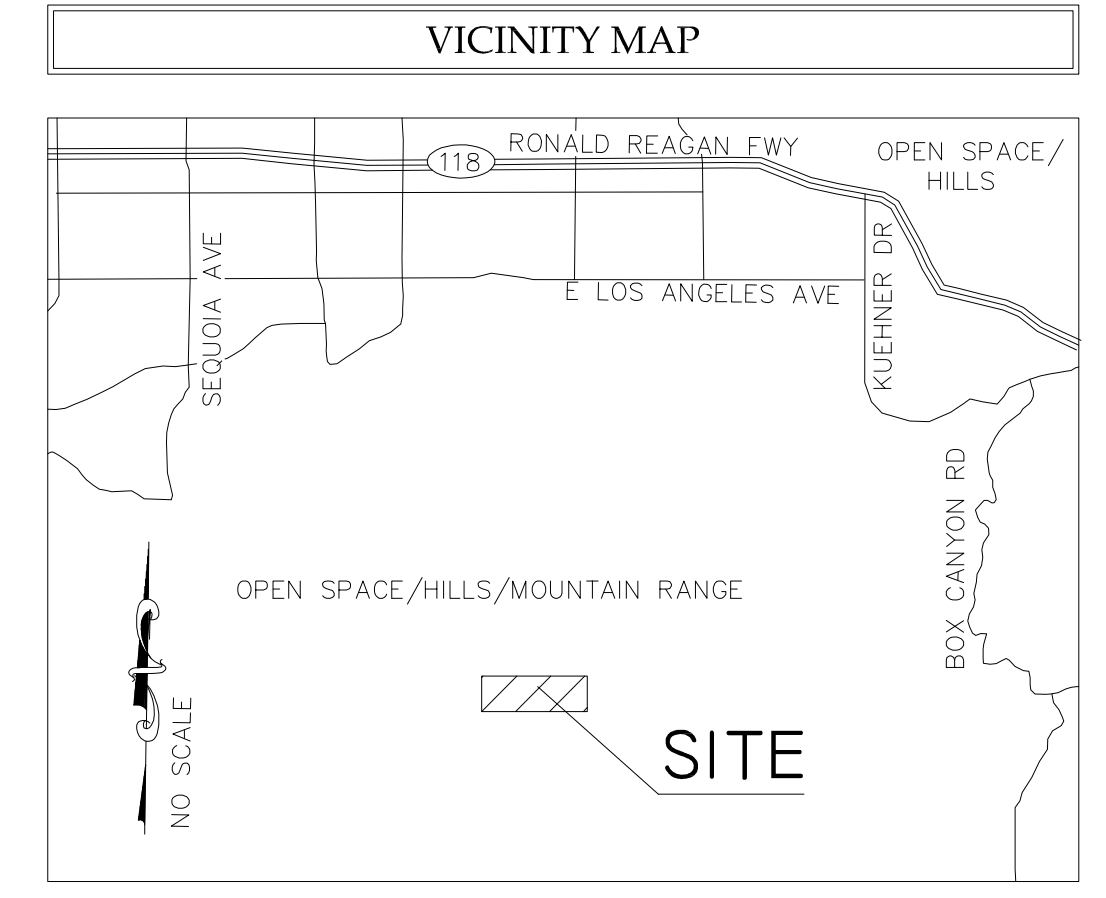 VICINITY MAP
RONALD REAGAN FWY
118
OPEN SPACE/
HILLS
SEQUOIA AVE
KUEHNER DR
E LOS ANGELES AVE
BOX CANYON RD
OPEN SPACE/HILLS/MOUNTAIN RANGE
NO SCALE
SITE